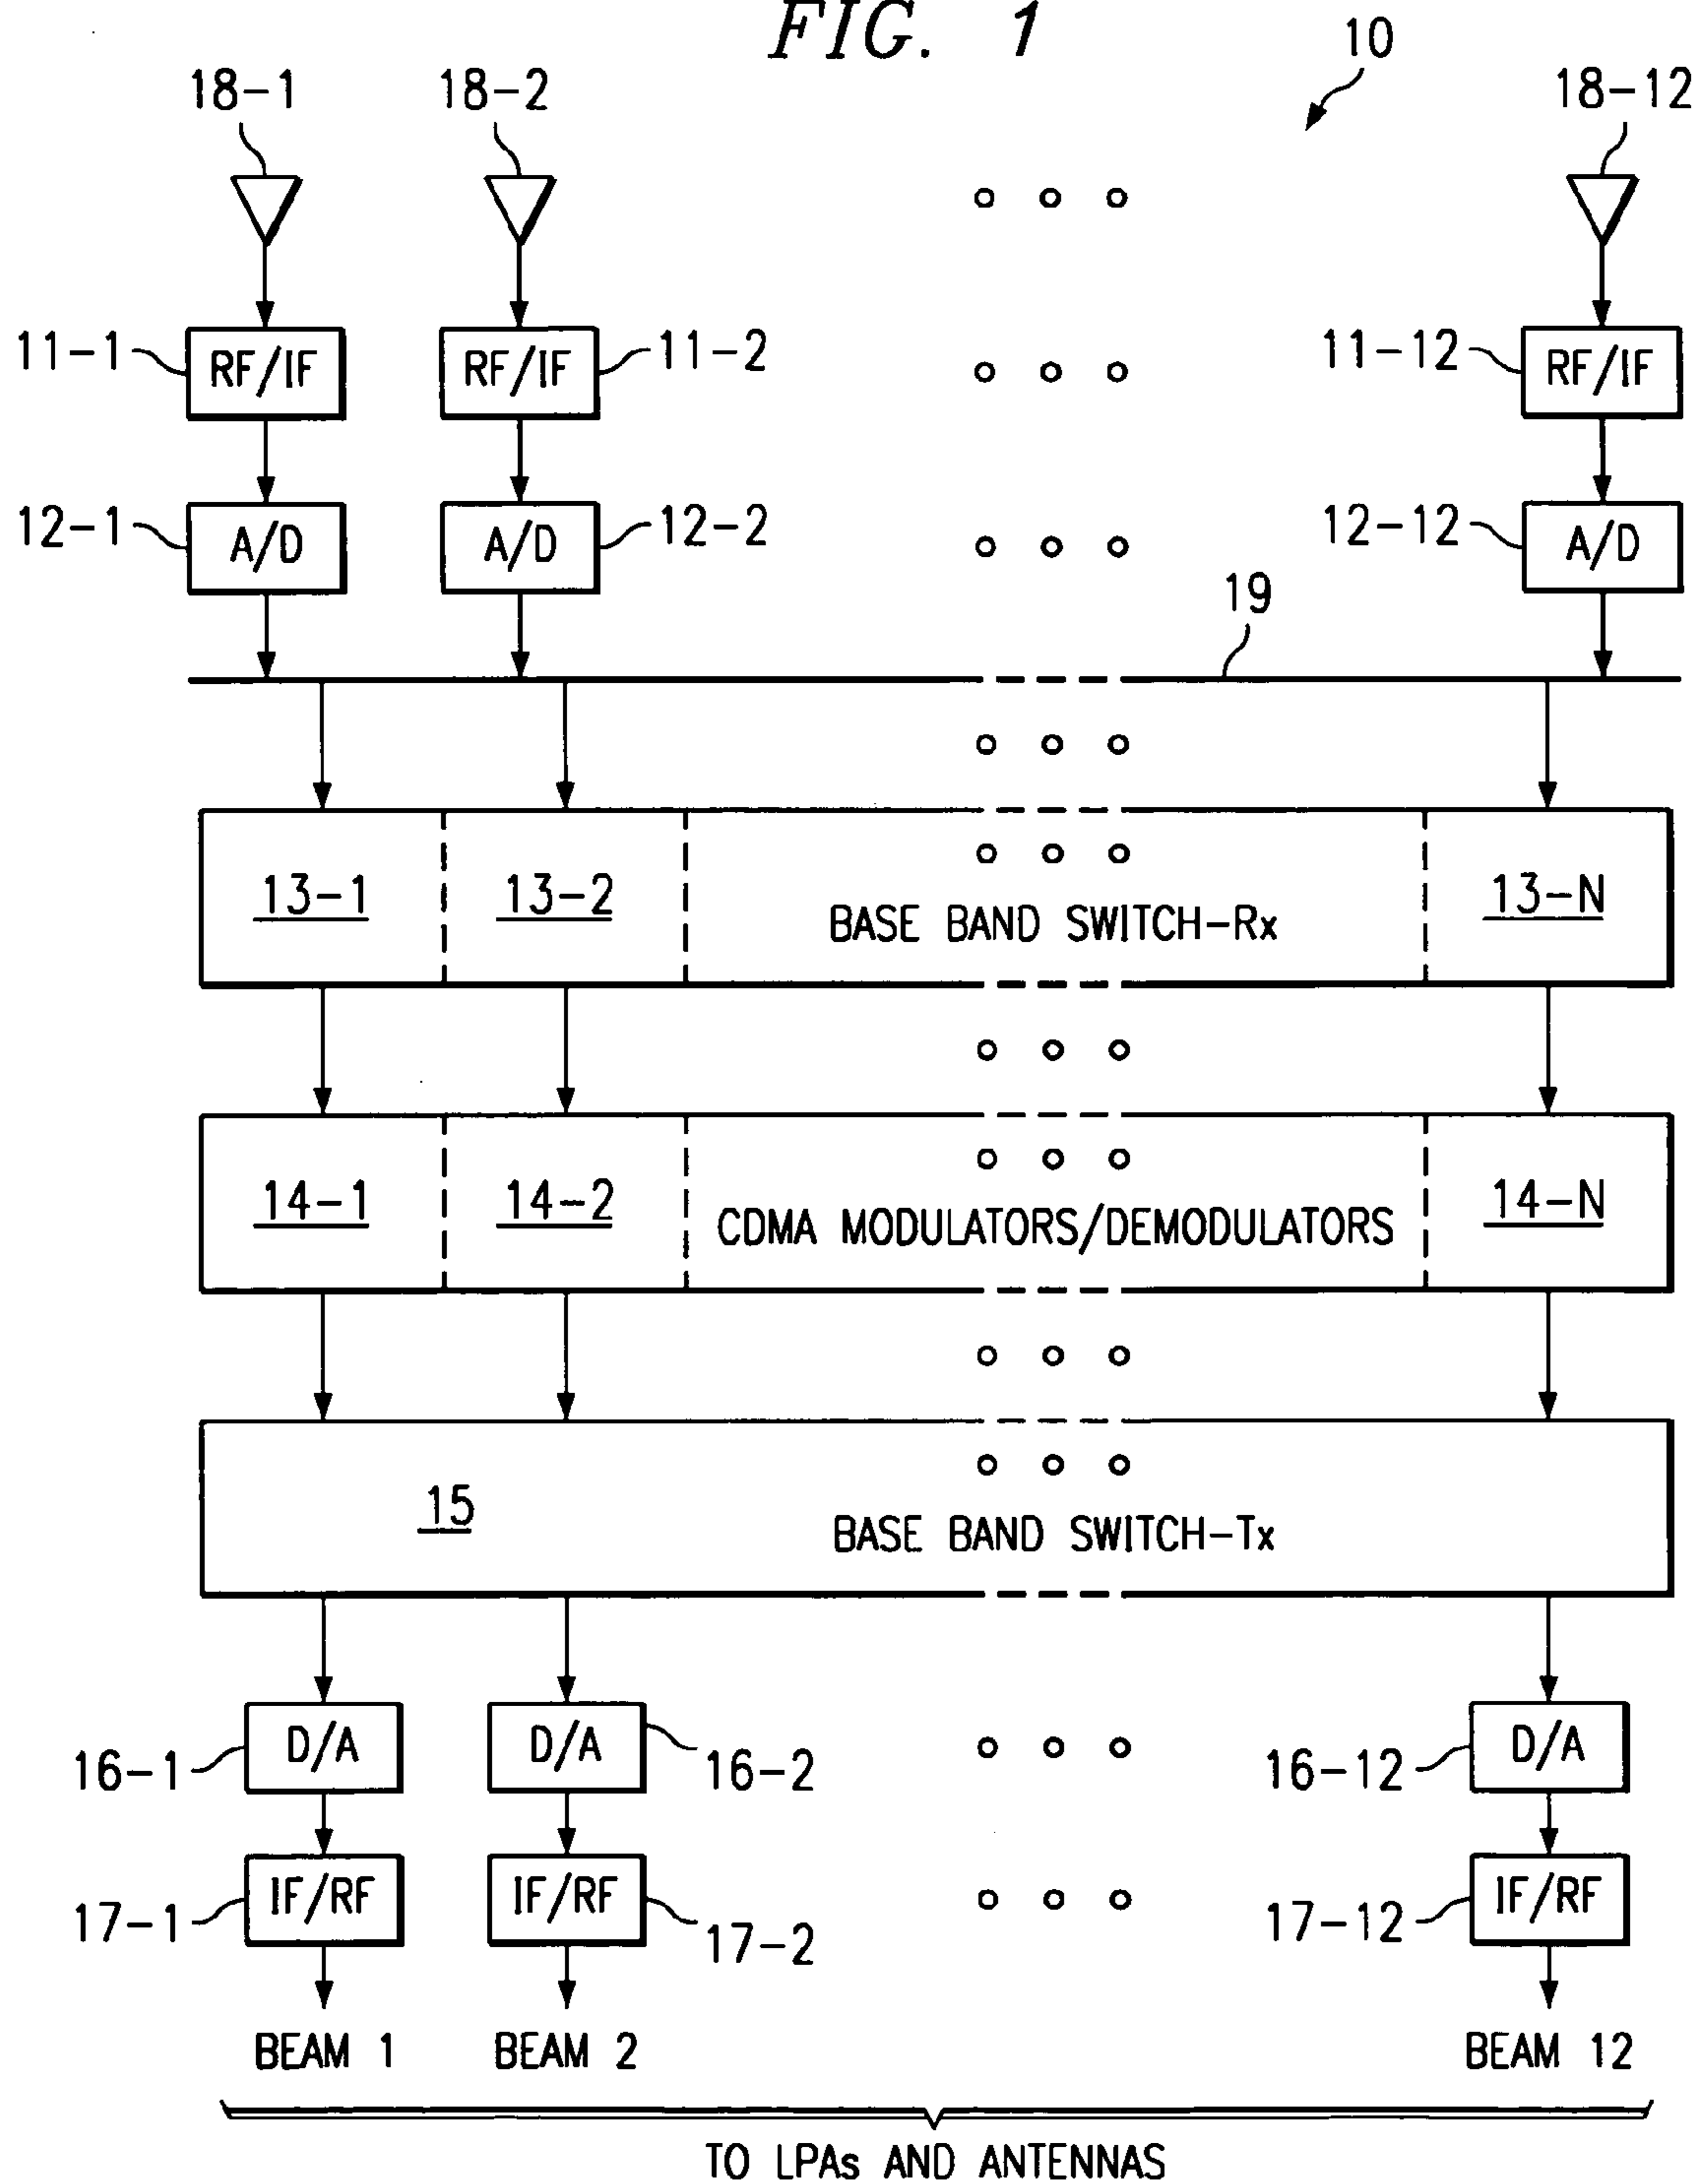 FIG. 1
10
18-1 18-2 18-12
11-1 RF/IF RF/IF 11-2 11-12 RF/IF
12-1 A/D A/D 12-2 12-12 A/D
19
13-1 13-2 BASE BAND SWITCH-Rx 13-N
14-1 14-2 CDMA MODULATORS/DEMODULATORS 14-N
15 BASE BAND SWITCH-Tx
16-1 D/A D/A 16-2 16-12 D/A
17-1 IF/RF IF/RF 17-2 17-12 IF/RF
BEAM 1 BEAM 2 BEAM 12
TO LPAs AND ANTENNAS